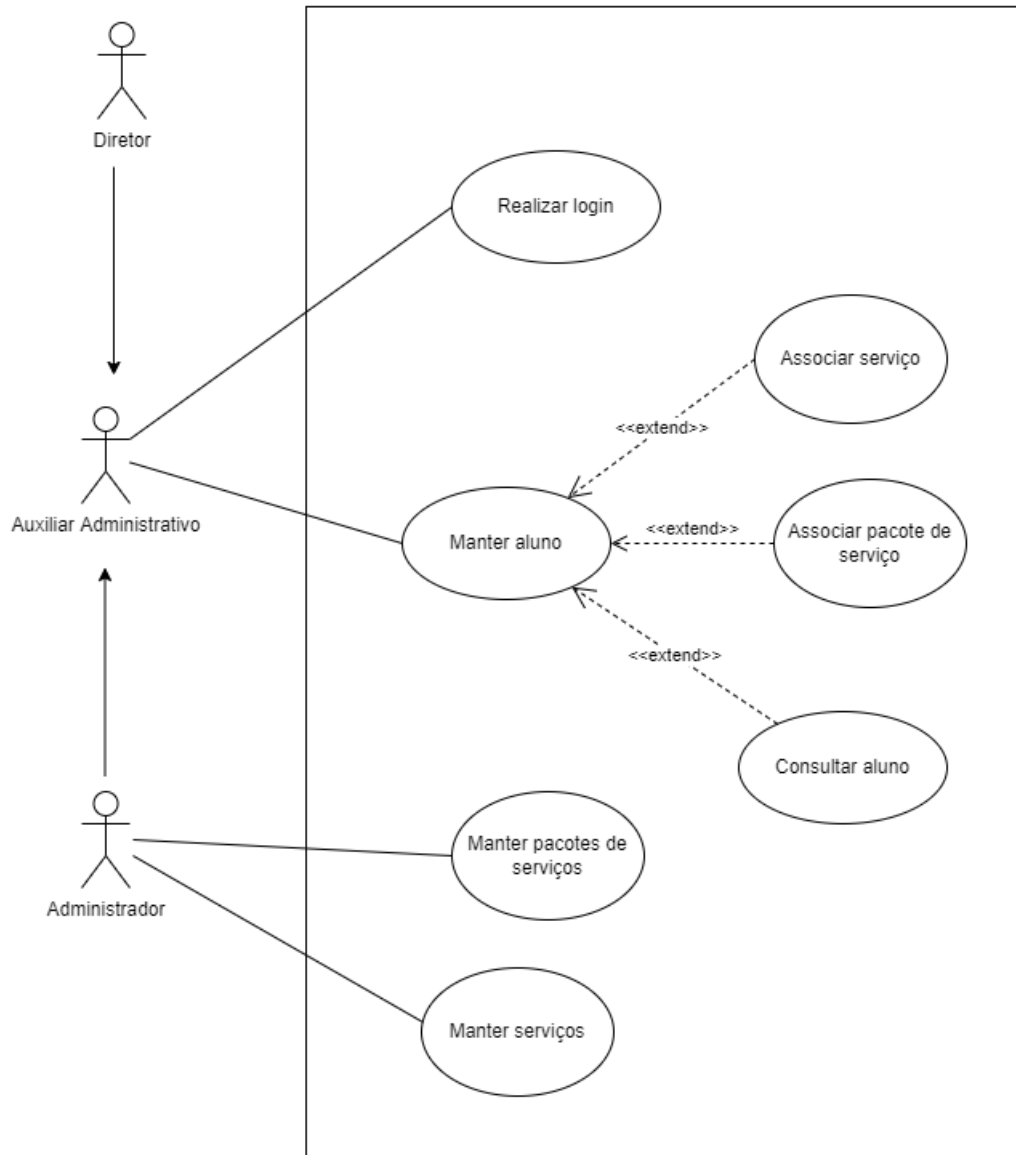 Diretor
Realizar login
Associar serviço
<<extend>>
Auxiliar Administrativo
Manter aluno
<<extend>>
Associar pacote de
serviço
<<extend>>
Consultar aluno
Manter pacotes de
serviços
Administrador
Manter serviços